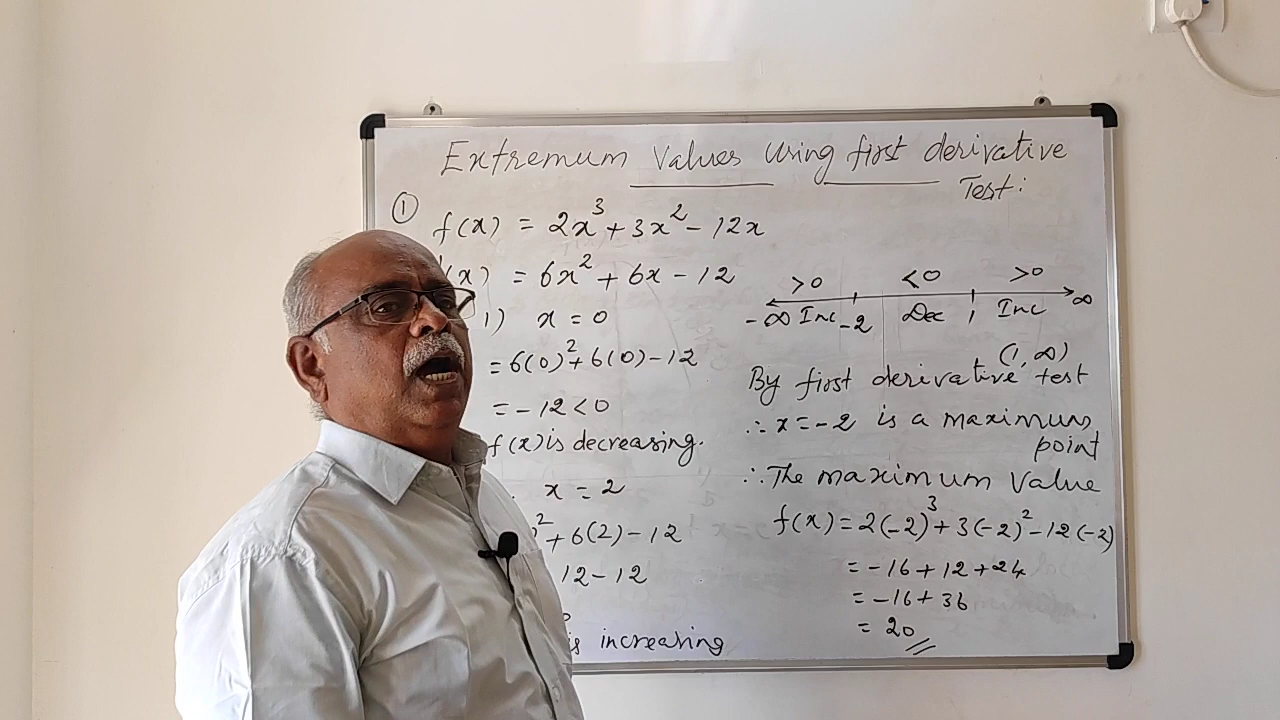 Extremum values using first derivative
Test:
① f(x) = 2x³ + 3x² - 12x
(x) = 6x² + 6x - 12
1) x = 0
= 6(0)² + 6(0) - 12
= -12 < 0
f(x) is decreasing.
x = 2
)² + 6(2) - 12
12 - 12
is increasing
>0 <0 >0
-∞ Inc -2 Dec 1 Inc ∞
(1, ∞)
By first derivative test
∴ x = -2 is a maximum
point
∴ The maximum value
f(x) = 2(-2)³ + 3(-2)² - 12(-2)
= -16 + 12 + 24
= -16 + 36
= 20